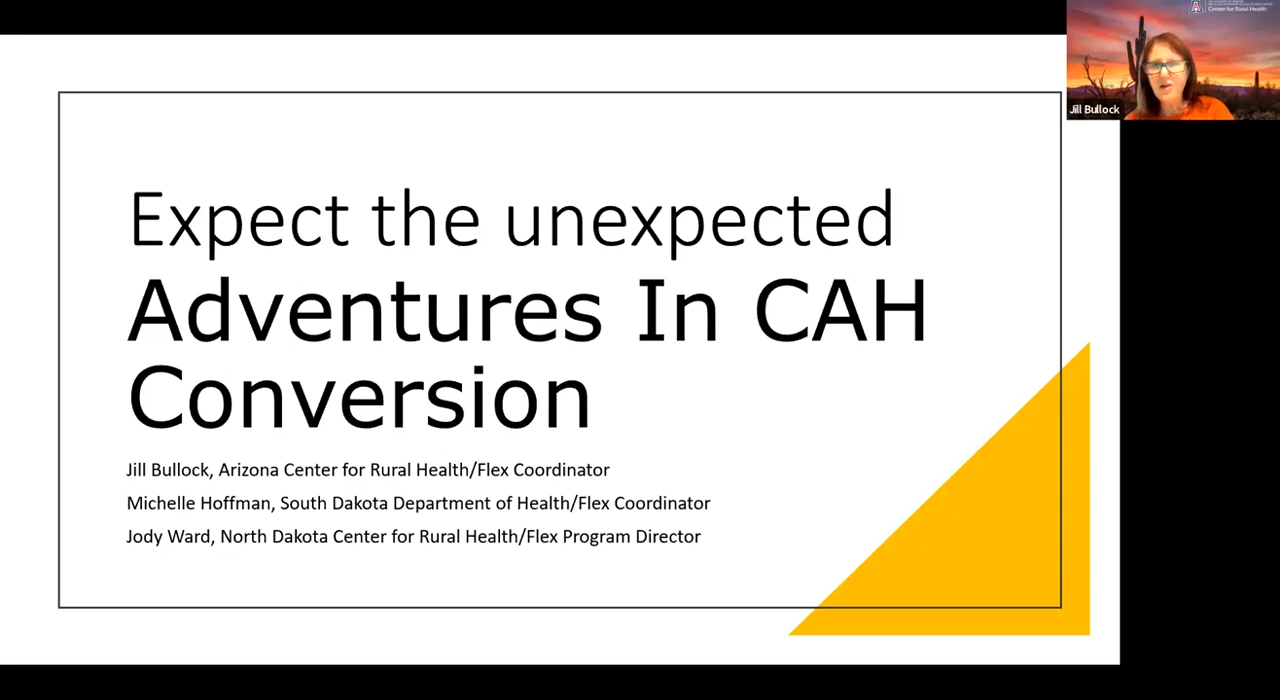 Center for Rural Health
Jill Bullock
Expect the unexpected
Adventures In CAH
Conversion
Jill Bullock, Arizona Center for Rural Health/Flex Coordinator
Michelle Hoffman, South Dakota Department of Health/Flex Coordinator
Jody Ward, North Dakota Center for Rural Health/Flex Program Director